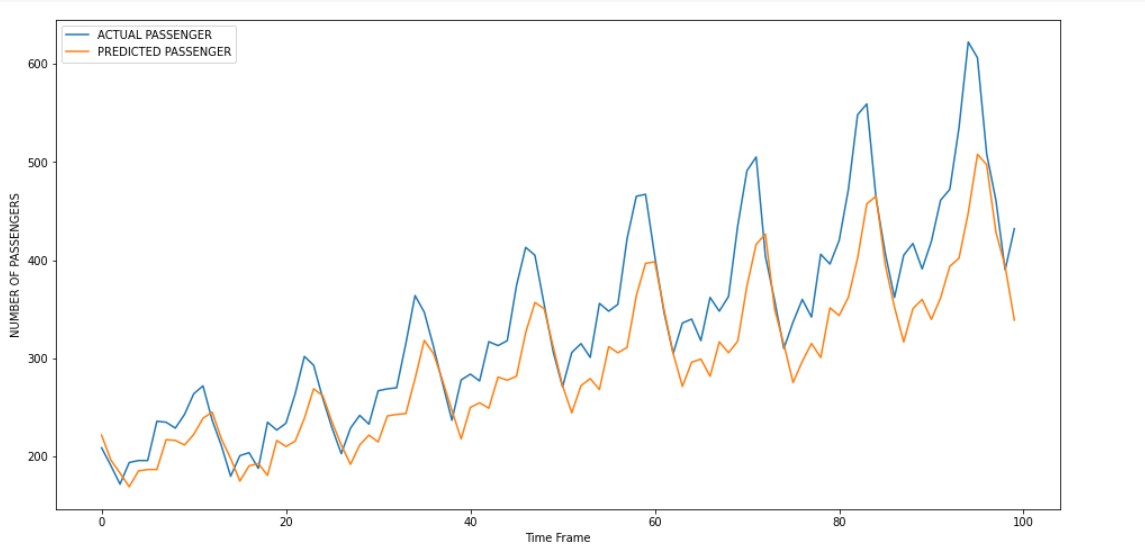 ACTUAL PASSENGER
PREDICTED PASSENGER
600
500
400
300
200
NUMBER OF PASSENGERS
0 20 40 60 80 100
Time Frame